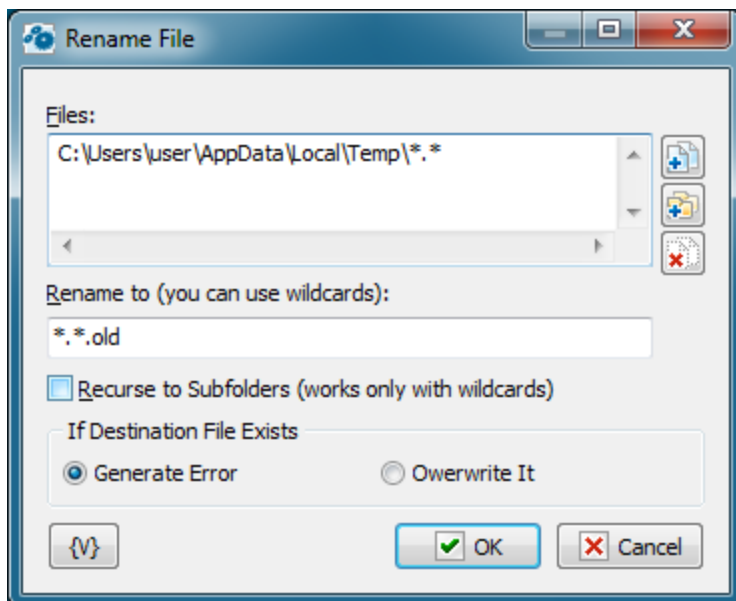 Rename File
Files:
C:\Users\user\AppData\Local\Temp\*.*
Rename to (you can use wildcards):
*.*.old
Recurse to Subfolders (works only with wildcards)
If Destination File Exists
Generate Error
Owerwrite It
{V}
OK
Cancel